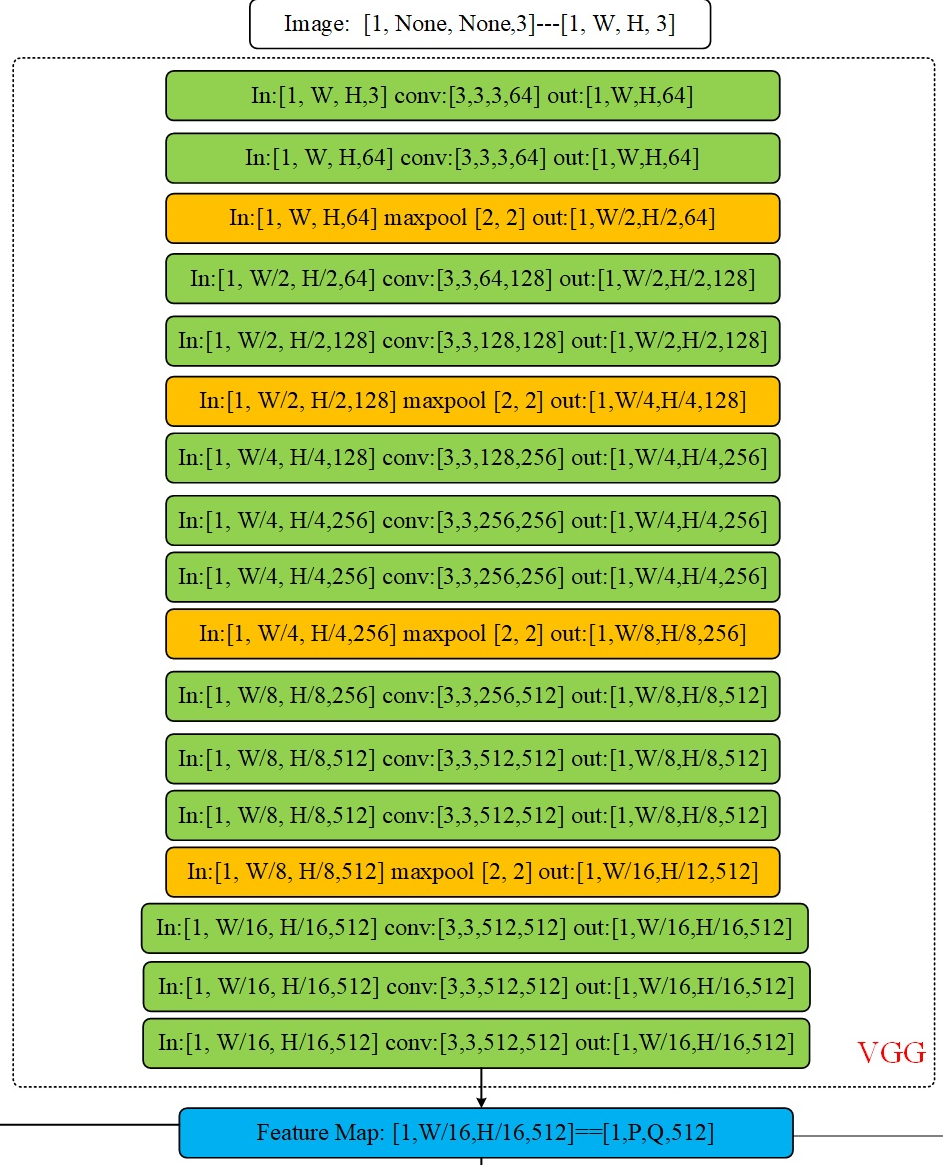 Image: [1, None, None,3]---[1, W, H, 3]
In:[1, W, H,3] conv:[3,3,3,64] out:[1,W,H,64]
In:[1, W, H,64] conv:[3,3,3,64] out:[1,W,H,64]
In:[1, W, H,64] maxpool [2, 2] out:[1,W/2,H/2,64]
In:[1, W/2, H/2,64] conv:[3,3,64,128] out:[1,W/2,H/2,128]
In:[1, W/2, H/2,128] conv:[3,3,128,128] out:[1,W/2,H/2,128]
In:[1, W/2, H/2,128] maxpool [2, 2] out:[1,W/4,H/4,128]
In:[1, W/4, H/4,128] conv:[3,3,128,256] out:[1,W/4,H/4,256]
In:[1, W/4, H/4,256] conv:[3,3,256,256] out:[1,W/4,H/4,256]
In:[1, W/4, H/4,256] conv:[3,3,256,256] out:[1,W/4,H/4,256]
In:[1, W/4, H/4,256] maxpool [2, 2] out:[1,W/8,H/8,256]
In:[1, W/8, H/8,256] conv:[3,3,256,512] out:[1,W/8,H/8,512]
In:[1, W/8, H/8,512] conv:[3,3,512,512] out:[1,W/8,H/8,512]
In:[1, W/8, H/8,512] conv:[3,3,512,512] out:[1,W/8,H/8,512]
In:[1, W/8, H/8,512] maxpool [2, 2] out:[1,W/16,H/12,512]
In:[1, W/16, H/16,512] conv:[3,3,512,512] out:[1,W/16,H/16,512]
In:[1, W/16, H/16,512] conv:[3,3,512,512] out:[1,W/16,H/16,512]
In:[1, W/16, H/16,512] conv:[3,3,512,512] out:[1,W/16,H/16,512]
VGG
Feature Map: [1,W/16,H/16,512]==[1,P,Q,512]